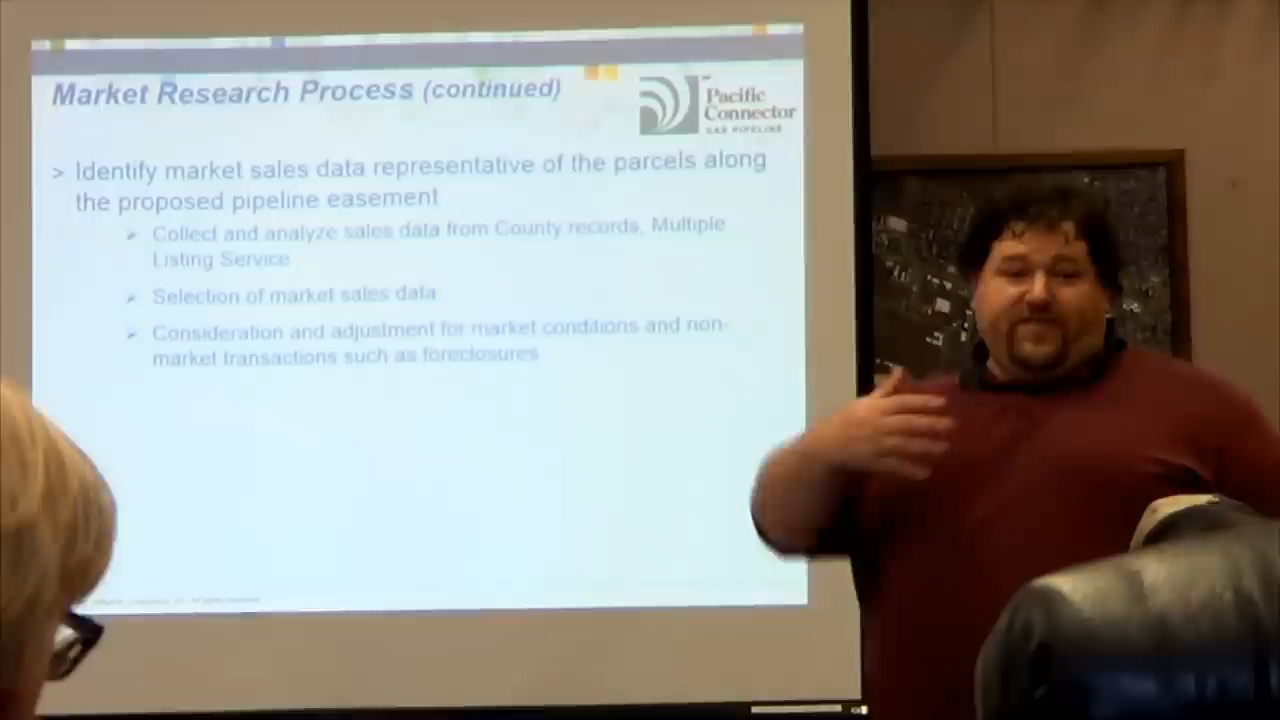 Market Research Process (continued)
Pacific
Connector
GAS PIPELINE
> Identify market sales data representative of the parcels along
the proposed pipeline easement
Collect and analyze sales data from County records, Multiple
Listing Service
Selection of market sales data
Consideration and adjustment for market conditions and non-
market transactions such as foreclosures